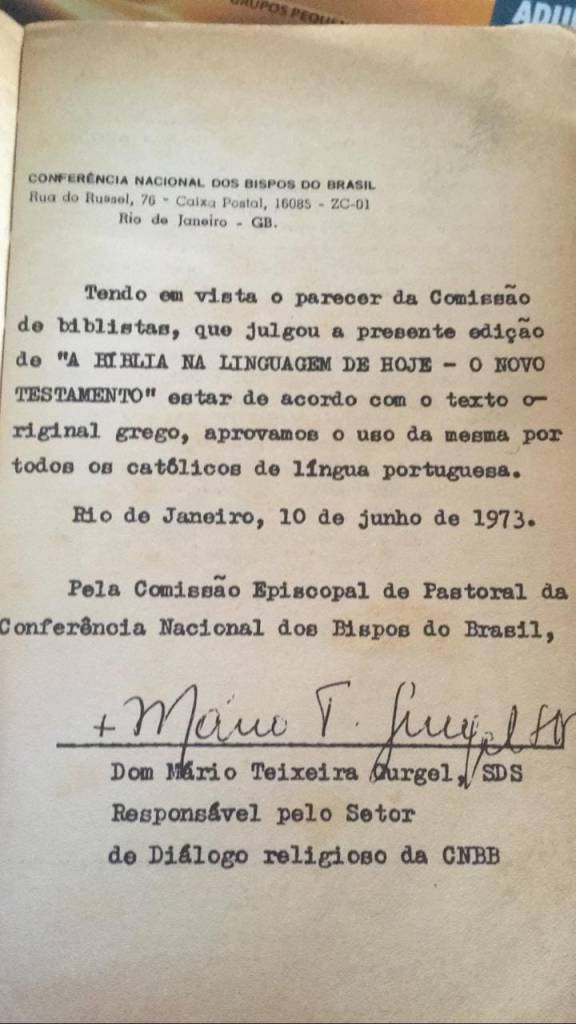 GRUPOS PEQUE
ADUL
CONFERÊNCIA NACIONAL DOS BISPOS DO BRASIL
Rua do Russel, 76 - Caixa Postal, 16085 - ZC-01
Rio de Janeiro - GB.
Tendo em vista o parecer da Comissão
de biblistas, que julgou a presente edição
de "A BÍBLIA NA LINGUAGEM DE HOJE - O NOVO
TESTAMENTO" estar de acordo com o texto o-
riginal grego, aprovamos o uso da mesma por
todos os católicos de língua portuguesa.
Rio de Janeiro, 10 de junho de 1973.
Pela Comissão Episcopal de Pastoral da
Conferência Nacional dos Bispos do Brasil,
+ Mário T. Gurgel SDS
Dom Mário Teixeira Gurgel, SDS
Responsável pelo Setor
de Diálogo religioso da CNBB